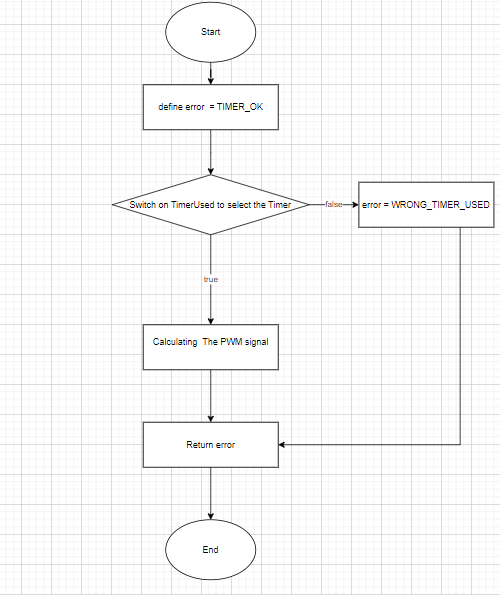 Start
define error = TIMER_OK
Switch on TimerUsed to select the Timer
false
error = WRONG_TIMER_USED
true
Calculating The PWM signal
Return error
End